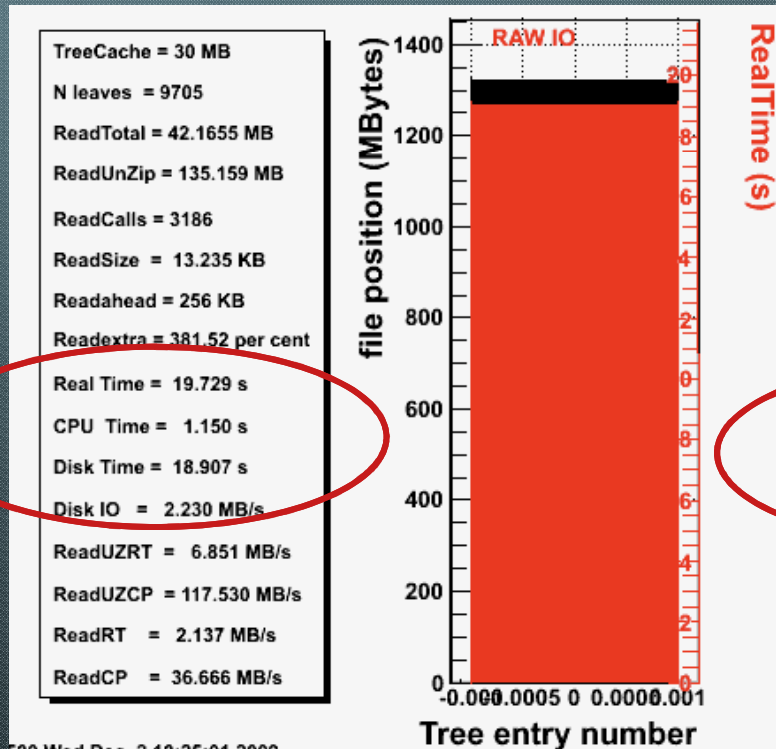 TreeCache = 30 MB
N leaves = 9705
ReadTotal = 42.1655 MB
ReadUnZip = 135.159 MB
ReadCalls = 3186
ReadSize = 13.235 KB
Readahead = 256 KB
Readextra = 381.52 per cent
Real Time = 19.729 s
CPU Time = 1.150 s
Disk Time = 18.907 s
Disk IO = 2.230 MB/s
ReadUZRT = 6.851 MB/s
ReadUZCP = 117.530 MB/s
ReadRT = 2.137 MB/s
ReadCP = 36.666 MB/s
file position (MBytes)
1400
1200
1000
800
600
400
200
0
RAW IO
20
8
6
4
2
0
8
6
4
2
0
RealTime (s)
0 0.001
Tree entry number